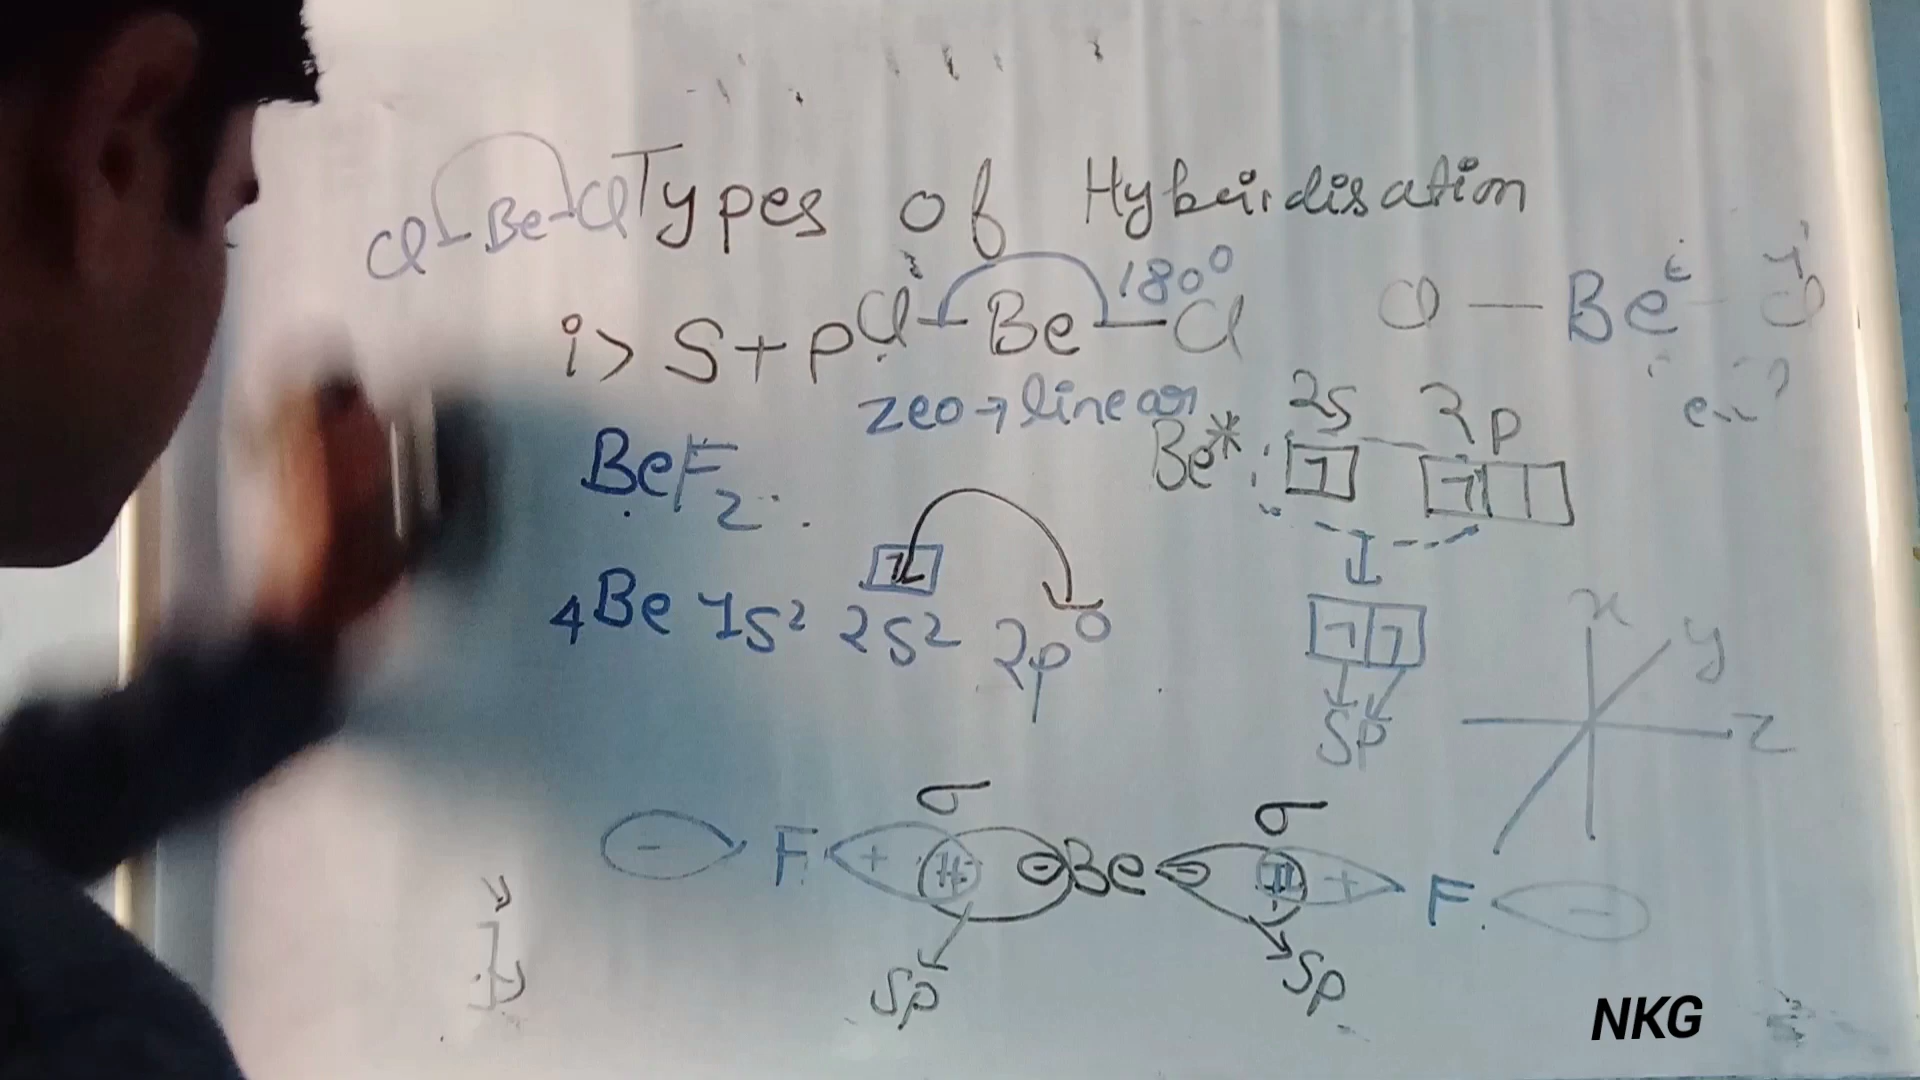 Cl-Be-Cl Types of Hybridisation
i> S+P Cl-Be-Cl 180°
Cl — Be
zeo→linear
2s 2p
BeF2
Be*:
4Be 1s² 2s² 2p⁰
sp
x
y
z
σ σ
- F + + - Be - + + F -
sp sp
NKG